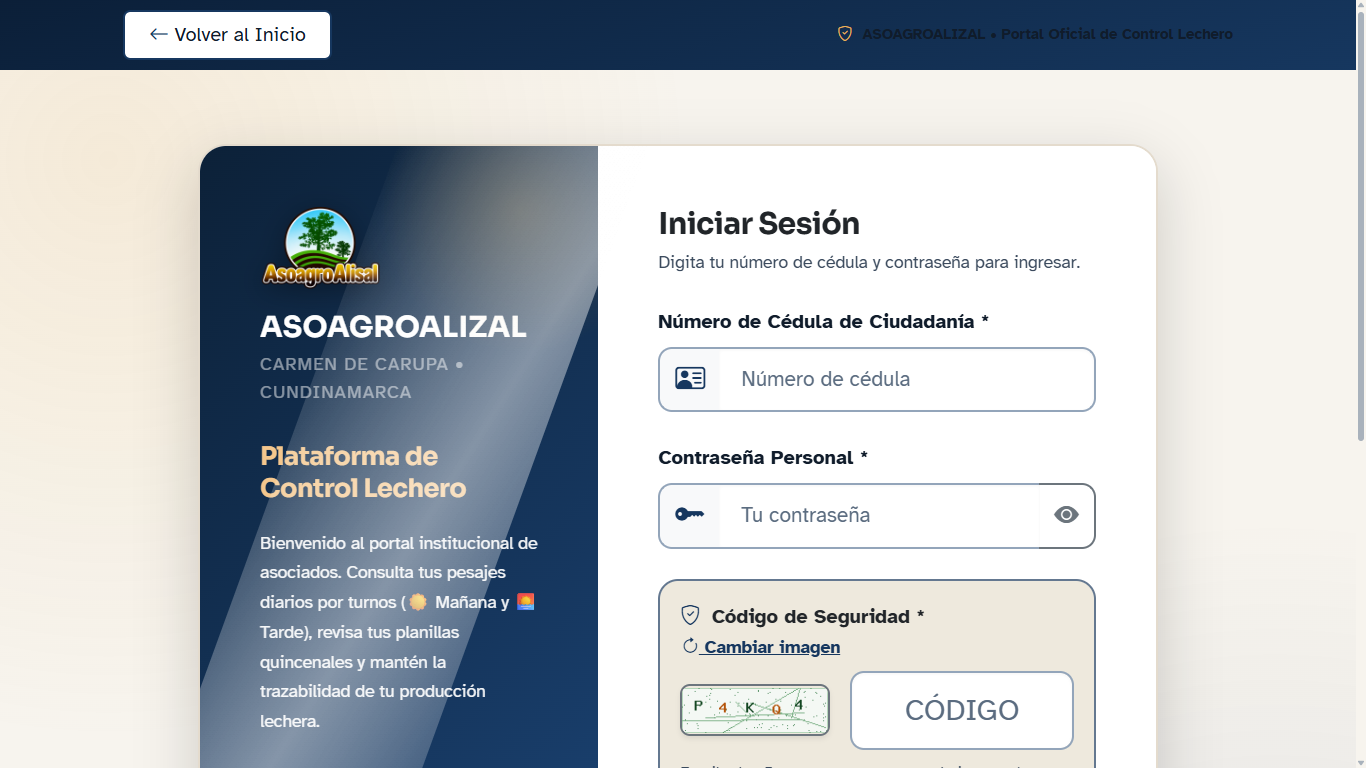 Volver al Inicio
ASOAGROALIZAL • Portal Oficial de Control Lechero
AsoagroAlisal
ASOAGROALIZAL
CARMEN DE CARUPA •
CUNDINAMARCA
Plataforma de
Control Lechero
Bienvenido al portal institucional de
asociados. Consulta tus pesajes
diarios por turnos (🌞 Mañana y 🌅
Tarde), revisa tus planillas
quincenales y mantén la
trazabilidad de tu producción
lechera.
Iniciar Sesión
Digita tu número de cédula y contraseña para ingresar.
Número de Cédula de Ciudadanía *
Número de cédula
Contraseña Personal *
Tu contraseña
Código de Seguridad *
Cambiar imagen
P 4 K Q 4
CÓDIGO